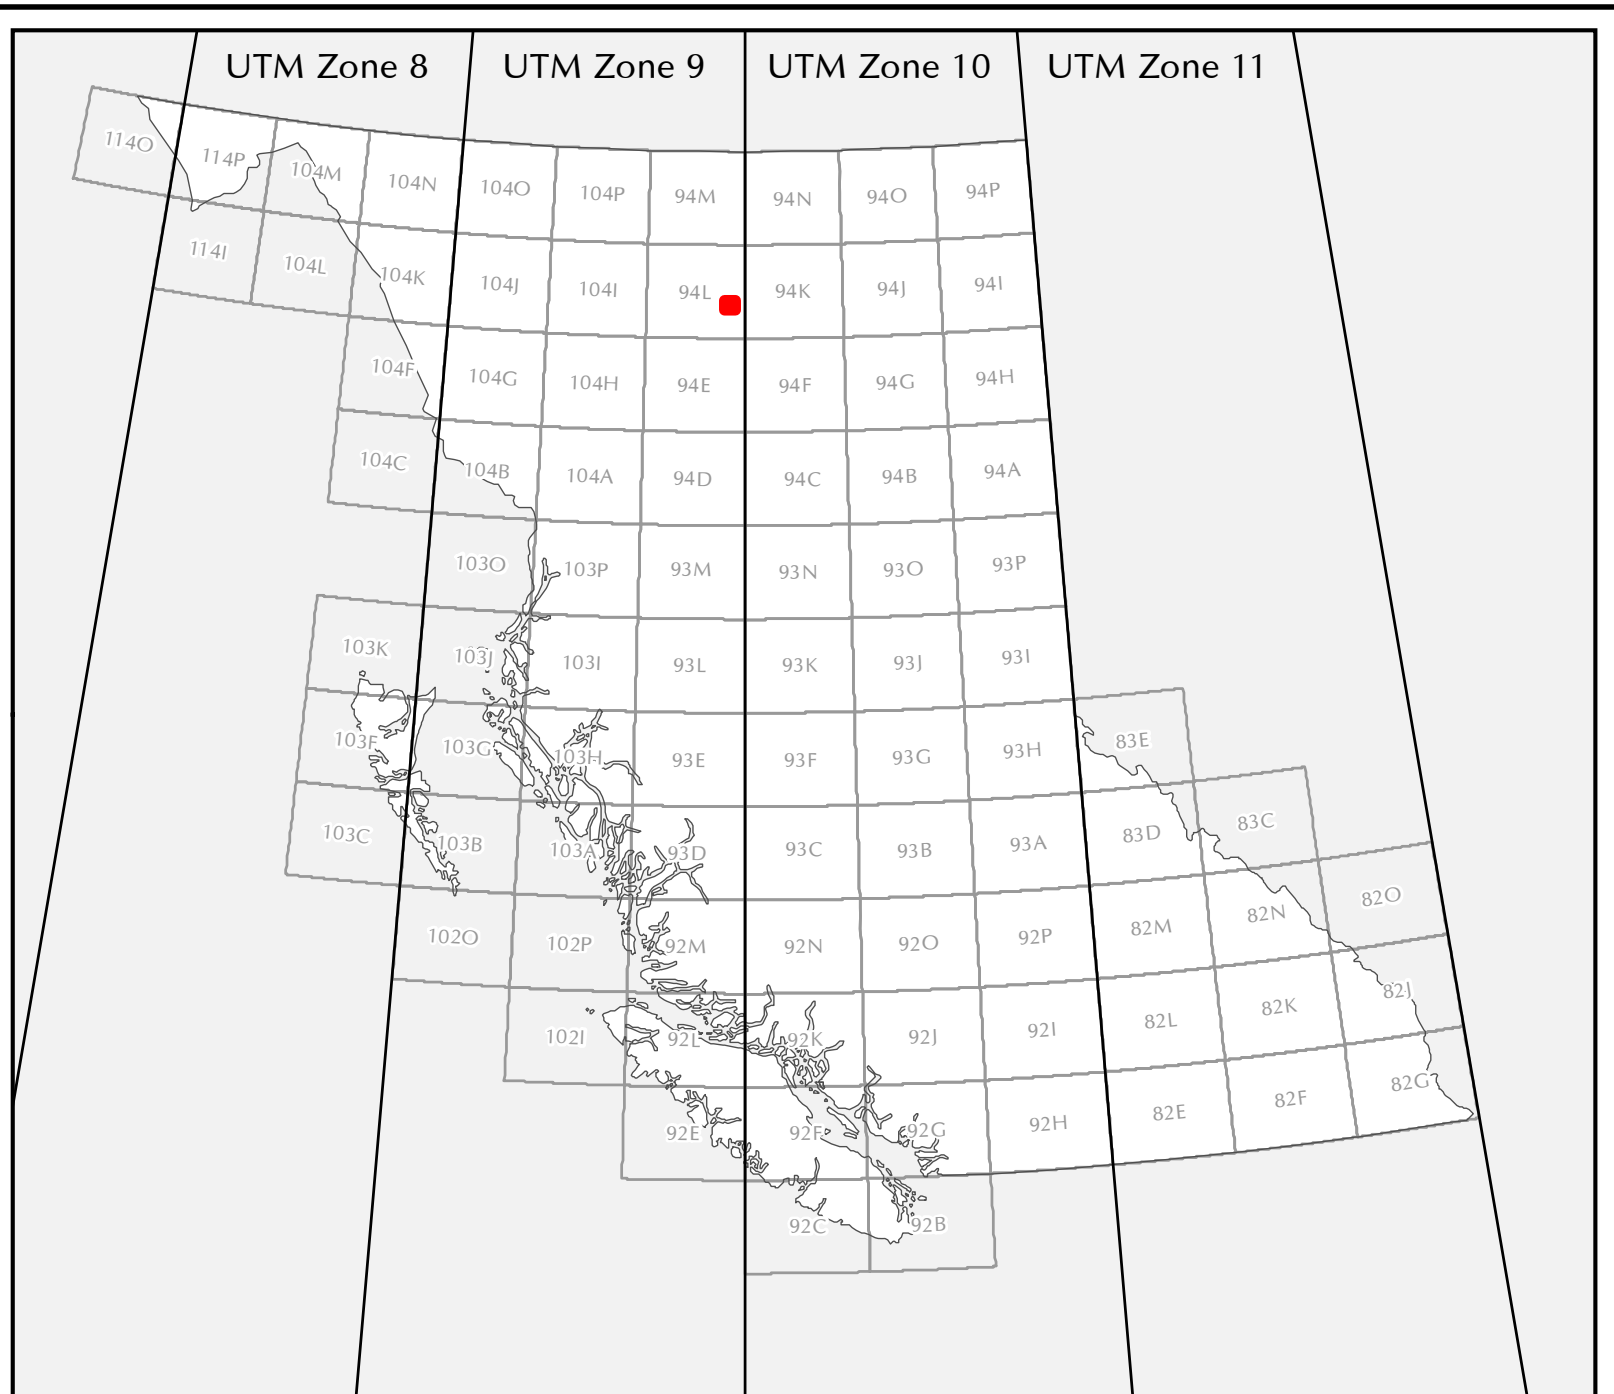 UTM Zone 8 UTM Zone 9 UTM Zone 10 UTM Zone 11
114O 114P 104M 104N 104O 104P 94M 94N 94O 94P
114I 104L 104K 104J 104I 94L 94K 94J 94I
104F 104G 104H 94E 94F 94G 94H
104C 104B 104A 94D 94C 94B 94A
103O 103P 93M 93N 93O 93P
103K 103J 103I 93L 93K 93J 93I
103F 103G 103H 93E 93F 93G 93H 83E
103C 103B 103A 93D 93C 93B 93A 83D 83C
102O 102P 92M 92N 92O 92P 82M 82N 82O
102I 92L 92K 92J 92I 82L 82K 82J
92E 92F 92G 92H 82E 82F 82G
92C 92B